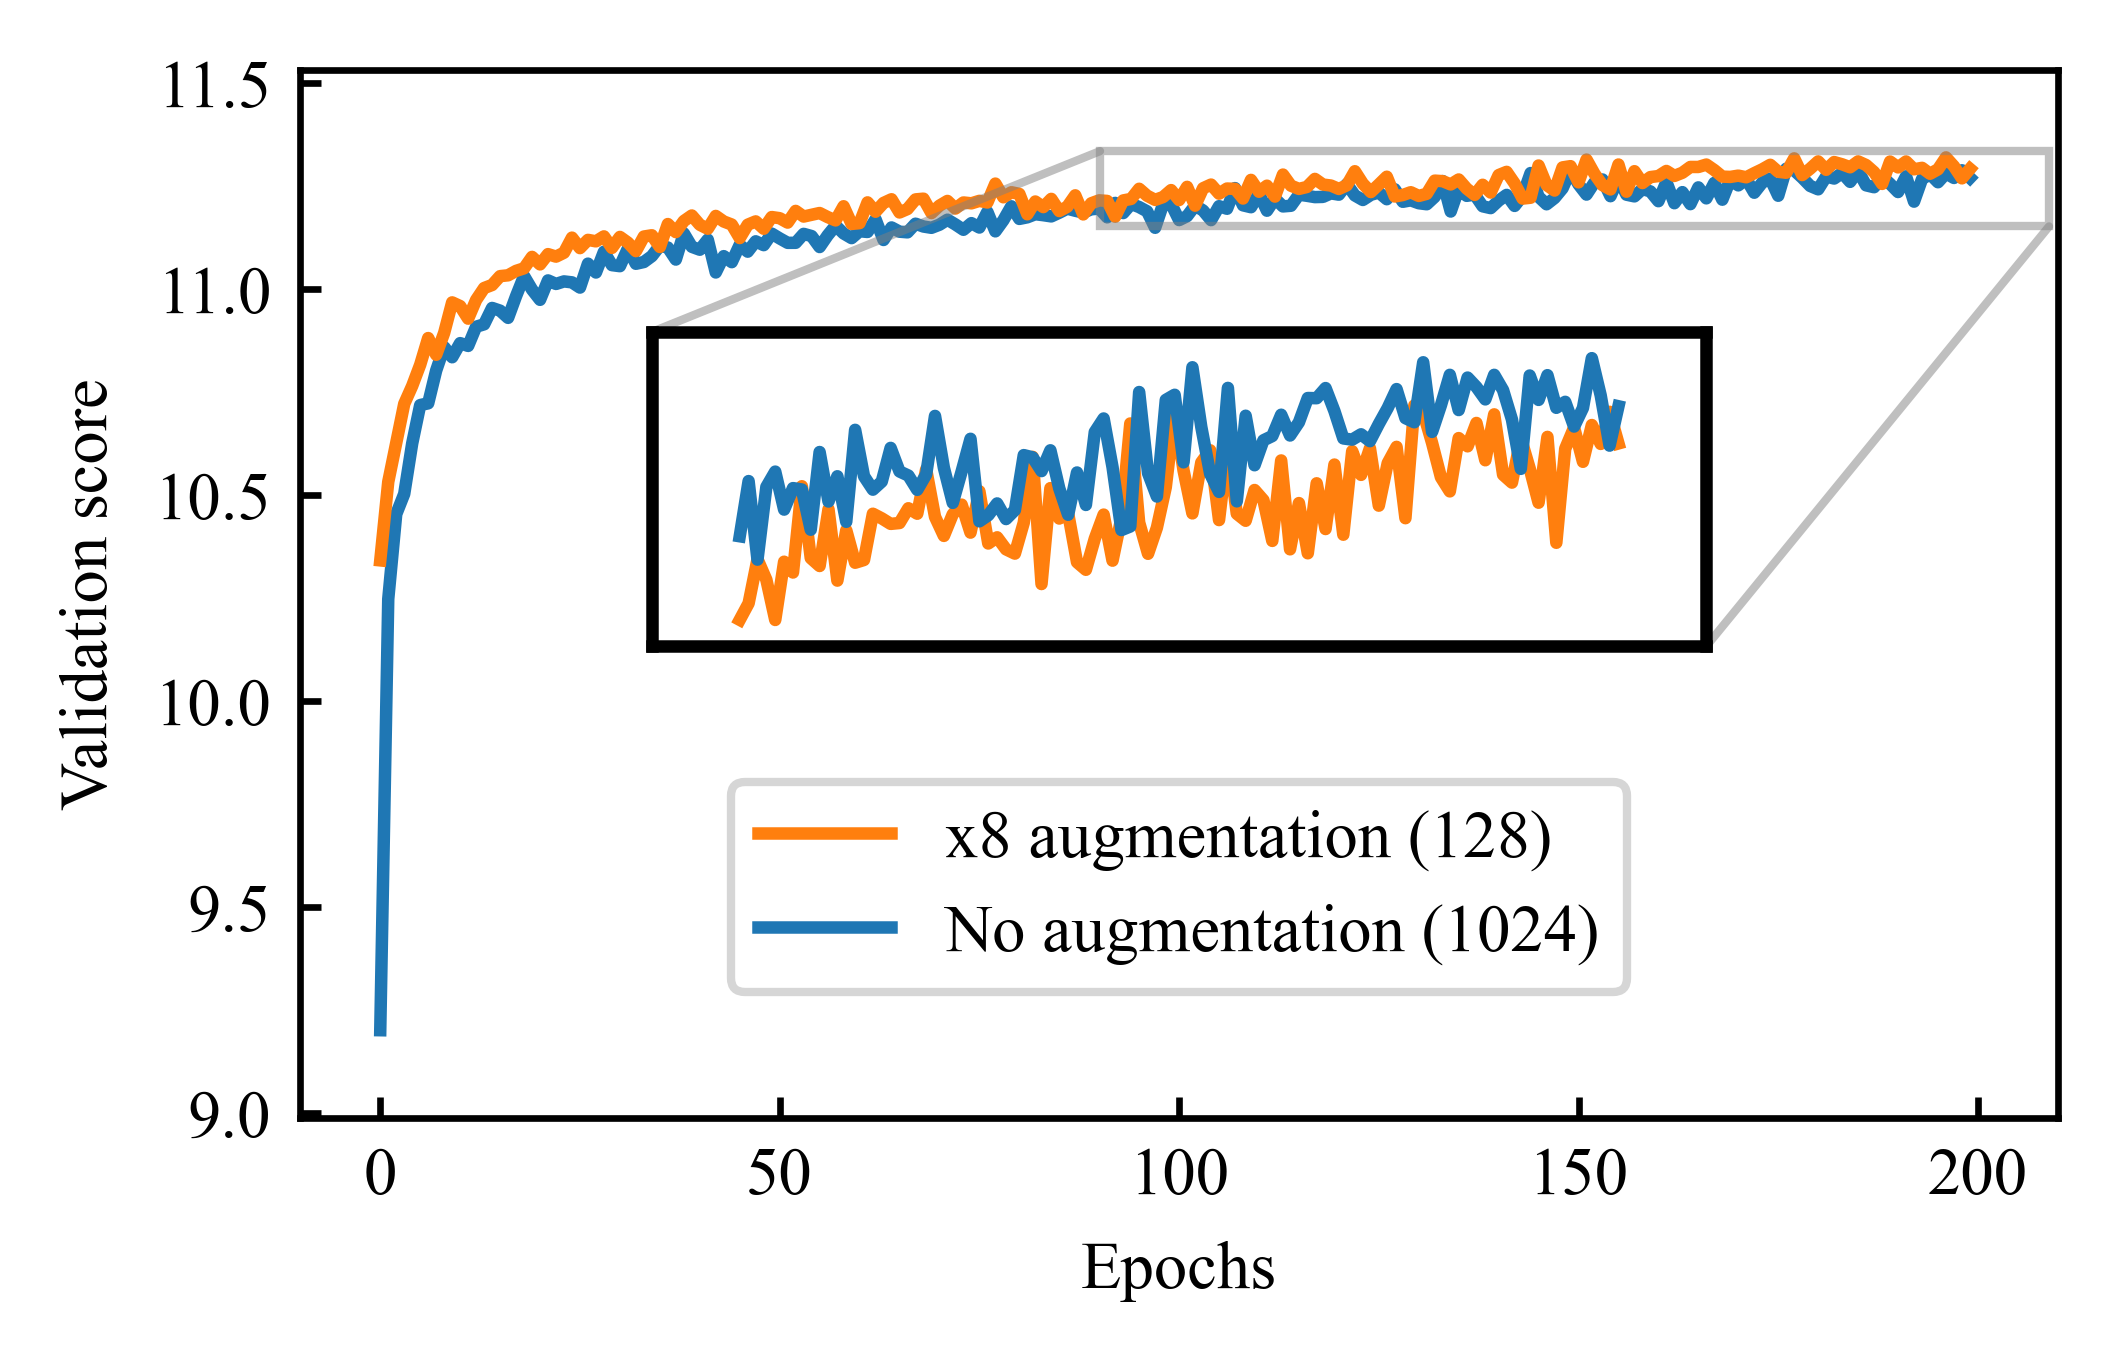 11.5
11.0
10.5
10.0
9.5
9.0
Validation score
x8 augmentation (128)
No augmentation (1024)
0 50 100 150 200
Epochs